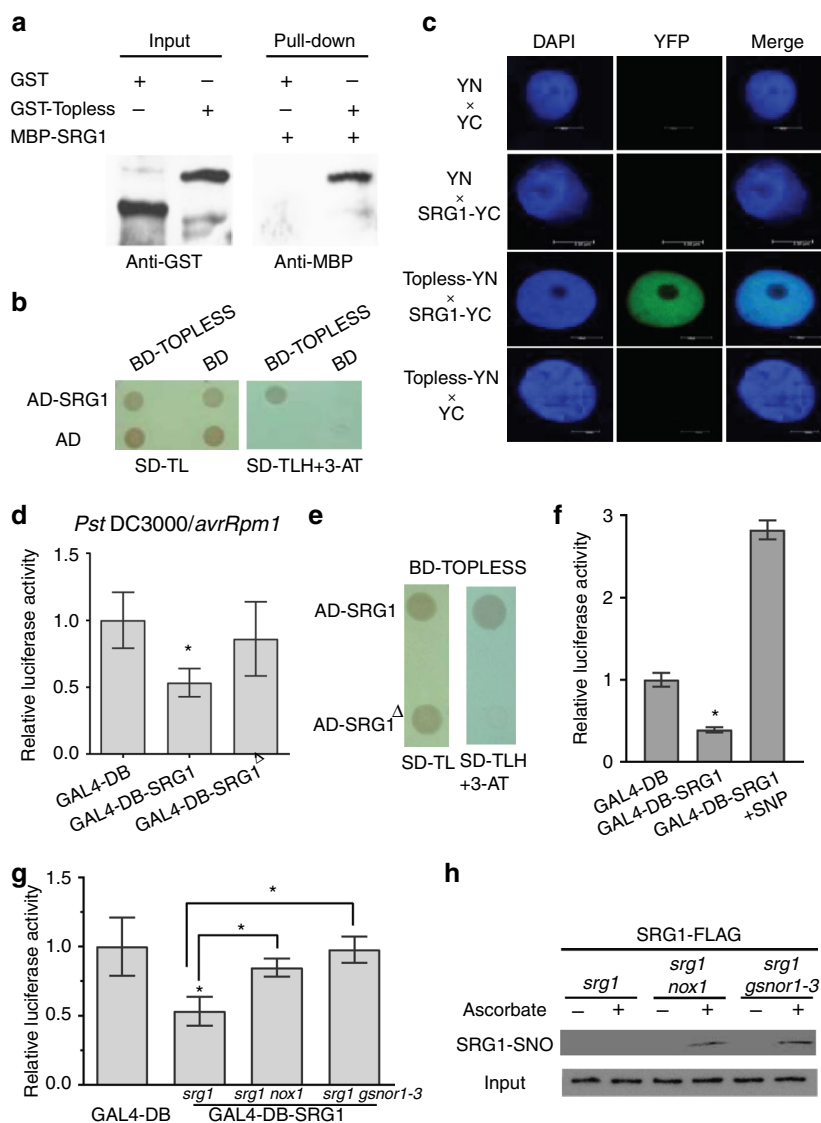 a
Input Pull-down
GST + – + –
GST-Topless – + – +
MBP-SRG1 + +
Anti-GST Anti-MBP
b
BD-TOPLESS BD BD-TOPLESS BD
AD-SRG1
AD
SD-TL SD-TLH+3-AT
c
DAPI YFP Merge
YN
×
YC
YN
×
SRG1-YC
Topless-YN
×
SRG1-YC
Topless-YN
×
YC
d
Pst DC3000/avrRpm1
Relative luciferase activity
1.5
1.0
*
0.5
0.0
GAL4-DB
GAL4-DB-SRG1
GAL4-DB-SRG1Δ
e
BD-TOPLESS
AD-SRG1
AD-SRG1Δ
SD-TL SD-TLH
+3-AT
f
Relative luciferase activity
3
2
1
*
0
GAL4-DB
GAL4-DB-SRG1
GAL4-DB-SRG1
+SNP
g
Relative luciferase activity
1.5
*
*
1.0
*
0.5
0.0
srg1 srg1 nox1 srg1 gsnor1-3
GAL4-DB GAL4-DB-SRG1
h
SRG1-FLAG
srg1 srg1 nox1 srg1 gsnor1-3
Ascorbate – + – + – +
SRG1-SNO
Input